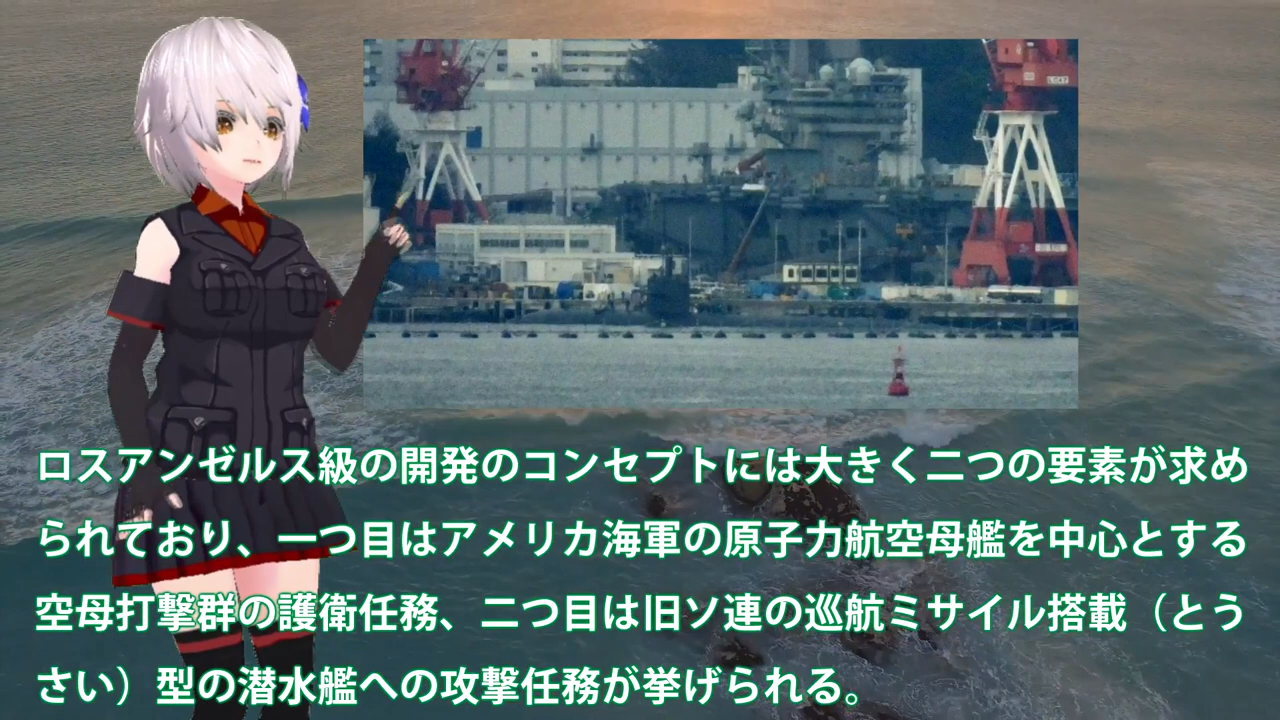 ロスアンゼルス級の開発のコンセプトには大きく二つの要素が求め
られており、一つ目はアメリカ海軍の原子力航空母艦を中心とする
空母打撃群の護衛任務、二つ目は旧ソ連の巡航ミサイル搭載（とう
さい）型の潜水艦への攻撃任務が挙げられる。